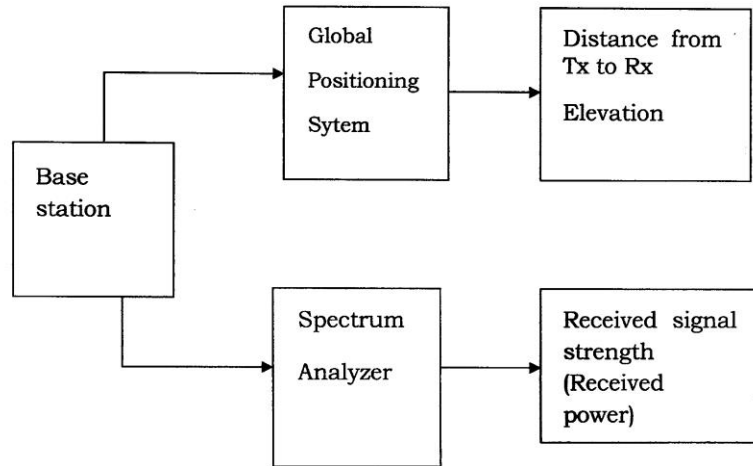 Global
Positioning
Sytem
Distance from
Tx to Rx
Elevation
Base
station
Spectrum
Analyzer
Received signal
strength
(Received
power)